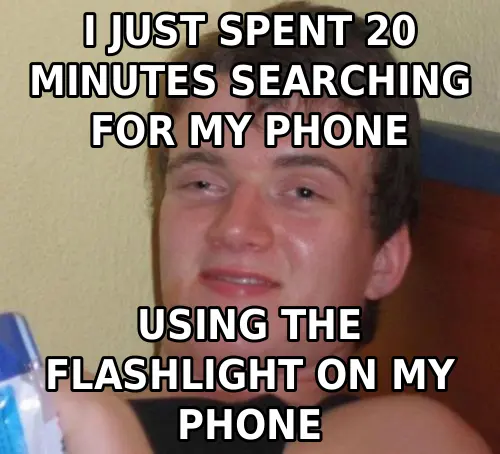 I JUST SPENT 20
MINUTES SEARCHING
FOR MY PHONE
USING THE
FLASHLIGHT ON MY
PHONE